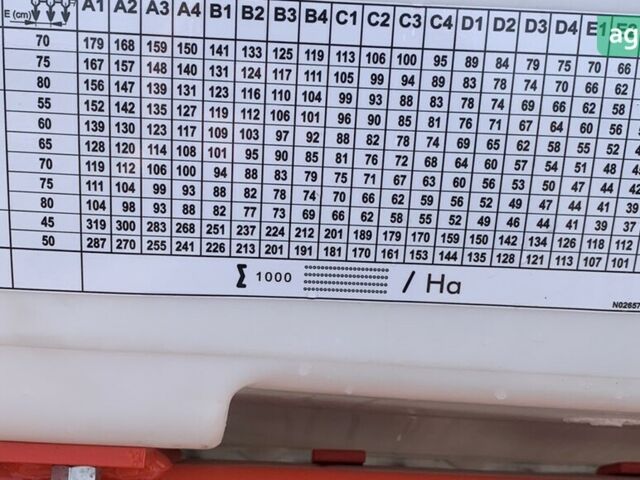 E (cm) A1 A2 A3 A4 B1 B2 B3 B4 C1 C2 C3 C4 D1 D2 D3 D4 E1
ag
70 179 168 159 150 141 133 125 119 113 106 100 95 89 84 79 75 70 66
75 167 157 148 140 131 124 117 111 105 99 94 89 83 78 74 70 66 62
80 156 147 139 131 123 116 110 104 99 93 88 83 78 74 69 66 62 58
55 152 142 135 127 119 112 106 101 96 90 85 81 76 71 67 64 60 56
60 139 130 123 117 109 103 97 92 88 82 78 74 69 65 62 58 55
65 128 120 114 108 101 95 90 85 81 76 72 68 64 60 57 54 51
70 119 112 106 100 94 88 83 79 75 71 67 63 60 56 53 50 47 44
75 111 104 99 93 88 82 78 74 70 66 62 59 56 52 49 47 44 41
80 104 98 93 88 82 77 73 69 66 62 58 55 52 49 46 44 41 39
45 319 300 283 268 251 237 224 212 201 189 179 170 159 150 142 134 126 118 112
50 287 270 255 241 226 213 201 191 181 170 161 153 144 135 128 121 113 107 101
Σ 1000 / Ha
N02657